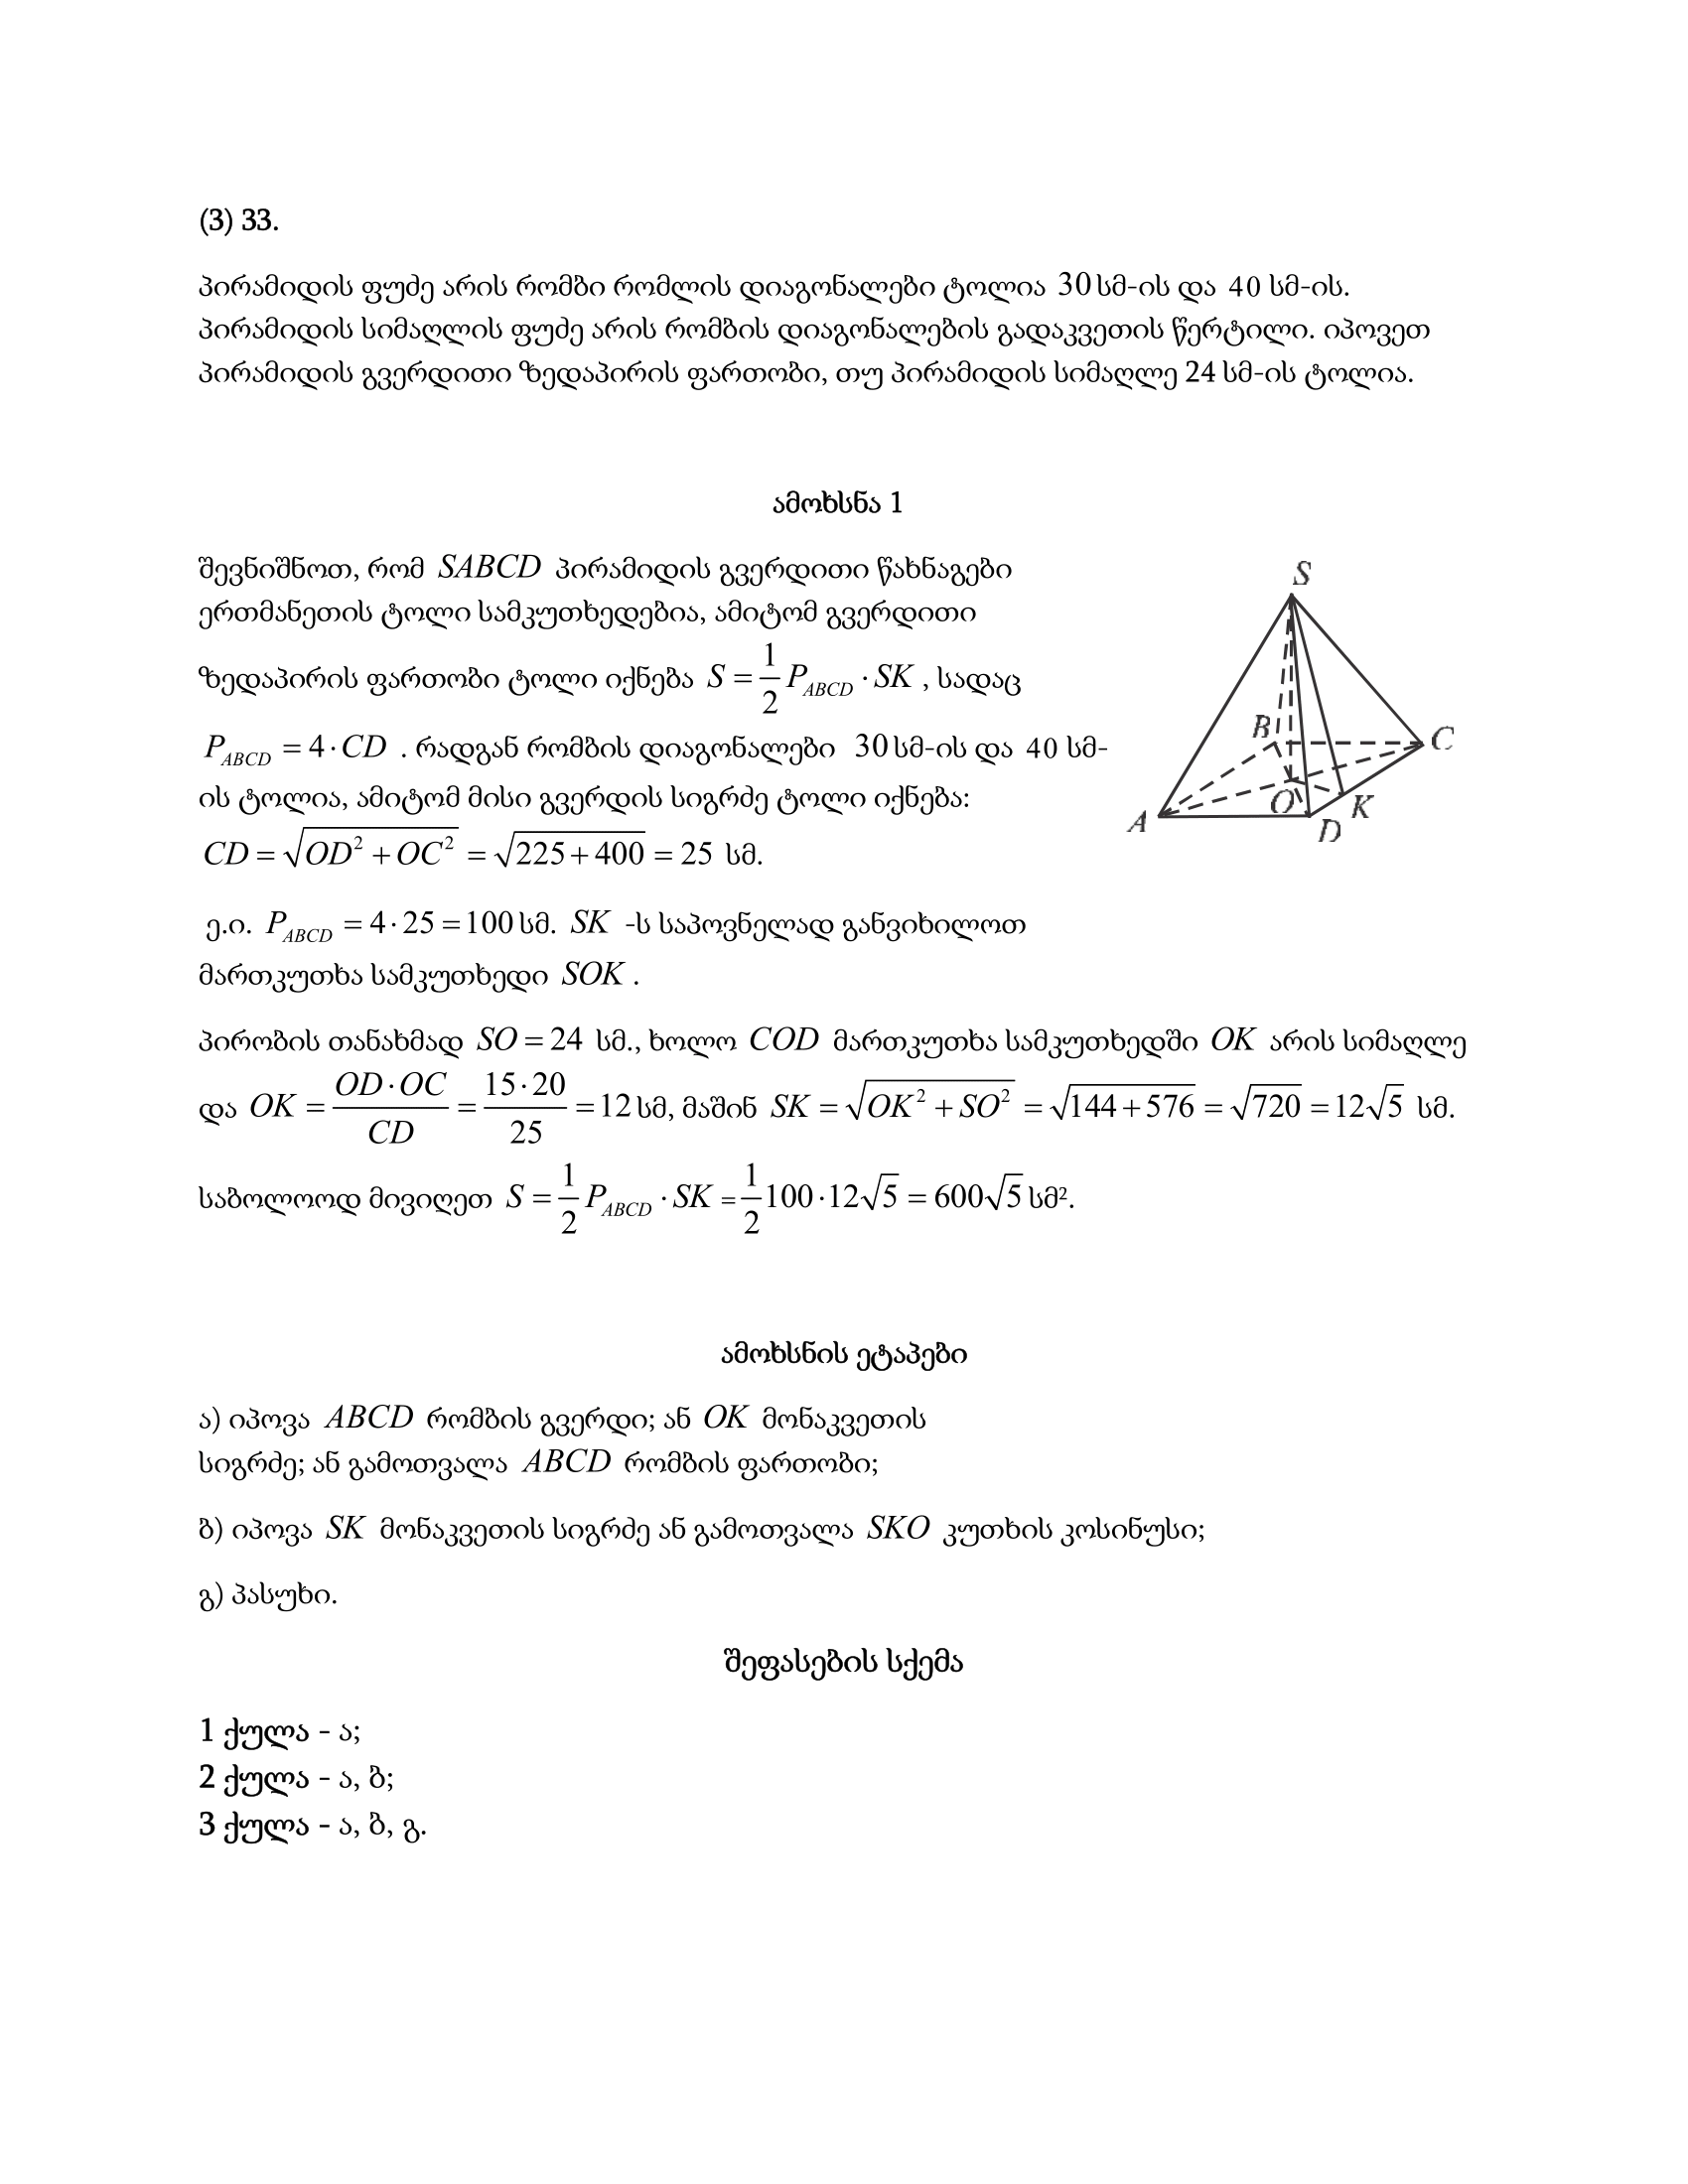 (3) 33.
პირამიდის ფუძე არის რომბი რომლის დიაგონალები ტოლია 30 სმ-ის და 40 სმ-ის.
პირამიდის სიმაღლის ფუძე არის რომბის დიაგონალების გადაკვეთის წერტილი. იპოვეთ
პირამიდის გვერდითი ზედაპირის ფართობი, თუ პირამიდის სიმაღლე 24 სმ-ის ტოლია.
ამოხსნა 1
შევნიშნოთ, რომ SABCD პირამიდის გვერდითი წახნაგები
ერთმანეთის ტოლი სამკუთხედებია, ამიტომ გვერდითი
ზედაპირის ფართობი ტოლი იქნება S = \frac{1}{2} P_{ABCD} · SK , სადაც
P_{ABCD} = 4 · CD . რადგან რომბის დიაგონალები 30 სმ-ის და 40 სმ-
ის ტოლია, ამიტომ მისი გვერდის სიგრძე ტოლი იქნება:
CD = \sqrt{OD^2 + OC^2} = \sqrt{225 + 400} = 25 სმ.
S
B
C
O
K
A
D
ე.ი. P_{ABCD} = 4 · 25 = 100 სმ. SK -ს საპოვნელად განვიხილოთ
მართკუთხა სამკუთხედი SOK .
პირობის თანახმად SO = 24 სმ., ხოლო COD მართკუთხა სამკუთხედში OK არის სიმაღლე
და OK = \frac{OD · OC}{CD} = \frac{15 · 20}{25} = 12 სმ, მაშინ SK = \sqrt{OK^2 + SO^2} = \sqrt{144 + 576} = \sqrt{720} = 12\sqrt{5} სმ.
საბოლოოდ მივიღეთ S = \frac{1}{2} P_{ABCD} · SK = \frac{1}{2} 100 · 12\sqrt{5} = 600\sqrt{5} სმ².
ამოხსნის ეტაპები
ა) იპოვა ABCD რომბის გვერდი; ან OK მონაკვეთის
სიგრძე; ან გამოთვალა ABCD რომბის ფართობი;
ბ) იპოვა SK მონაკვეთის სიგრძე ან გამოთვალა SKO კუთხის კოსინუსი;
გ) პასუხი.
შეფასების სქემა
1 ქულა - ა;
2 ქულა - ა, ბ;
3 ქულა - ა, ბ, გ.